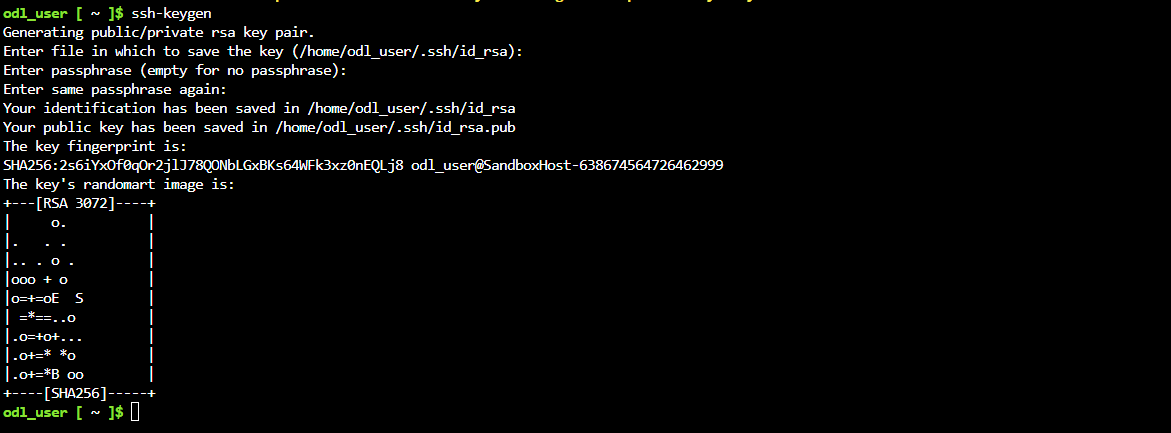 odl_user [ ~ ]$ ssh-keygen
Generating public/private rsa key pair.
Enter file in which to save the key (/home/odl_user/.ssh/id_rsa):
Enter passphrase (empty for no passphrase):
Enter same passphrase again:
Your identification has been saved in /home/odl_user/.ssh/id_rsa
Your public key has been saved in /home/odl_user/.ssh/id_rsa.pub
The key fingerprint is:
SHA256:2s6iYxOf0qOr2jlJ78QONbLGxBKs64WFk3xz0nEQLj8 odl_user@SandboxHost-638674564726462999
The key's randomart image is:
+---[RSA 3072]----+
|     o.          |
|.   . .          |
|.. . o .         |
|ooo + o          |
|o=+=oE  S        |
| =*==..o         |
|.o=+o+...        |
|.o+=* *o         |
|.o+=*B oo        |
+----[SHA256]-----+
odl_user [ ~ ]$